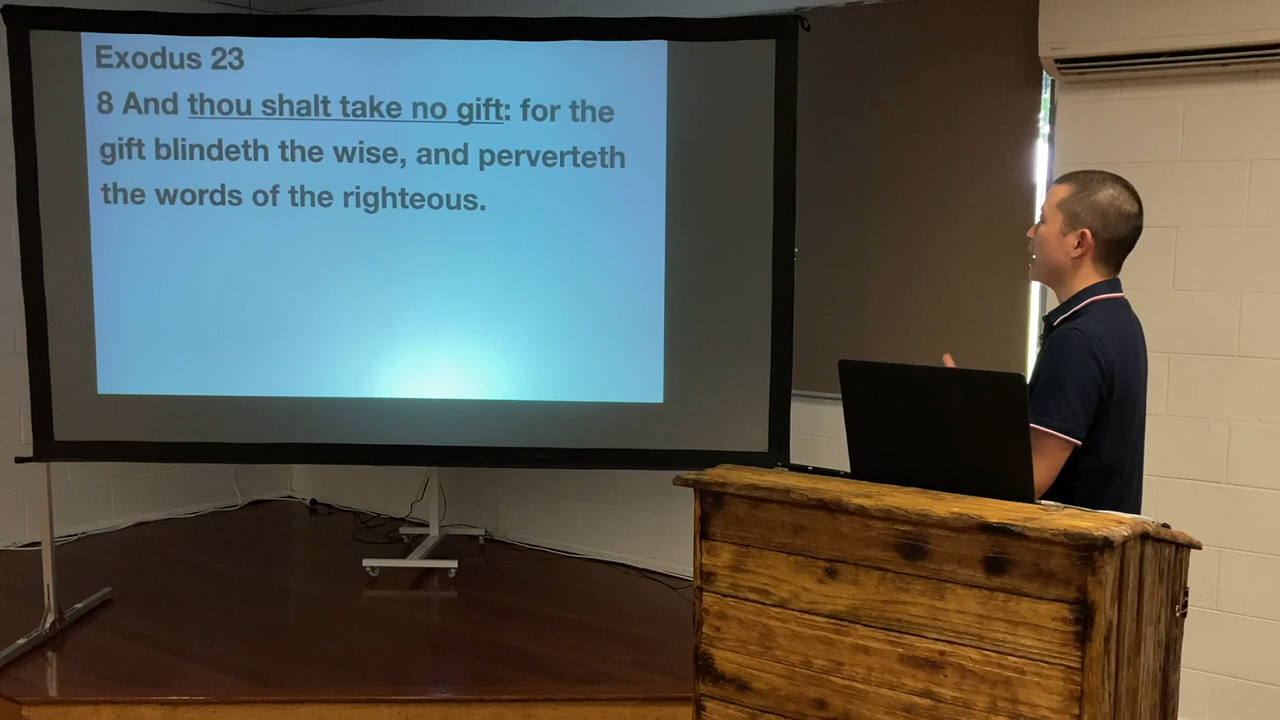 Exodus 23
8 And thou shalt take no gift: for the
gift blindeth the wise, and perverteth
the words of the righteous.